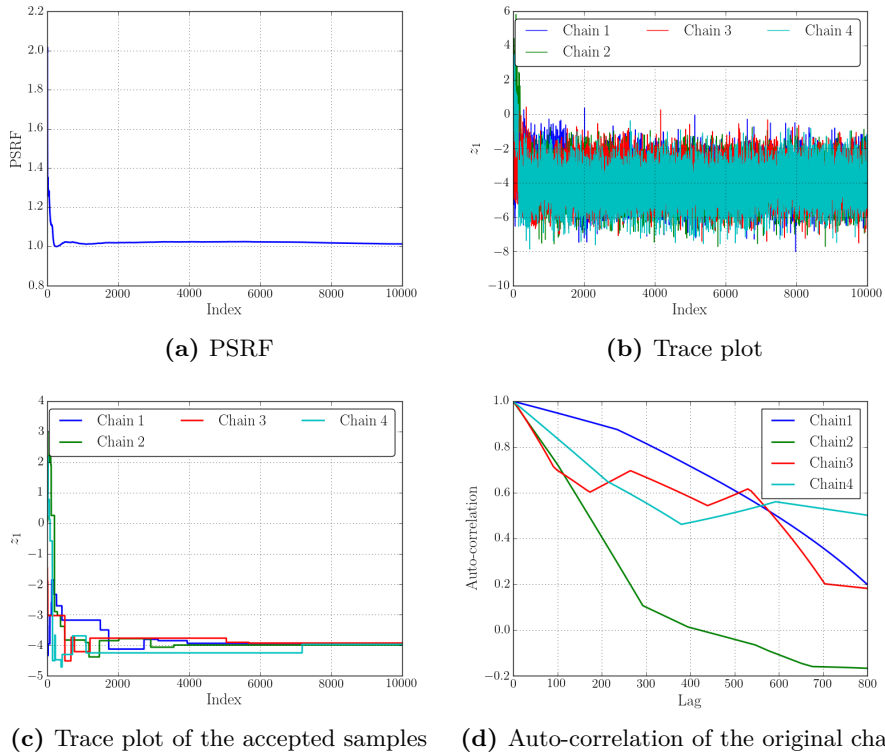 2.2
2.0
1.8
1.6
1.4
1.2
1.0
0.8
PSRF
0 2000 4000 6000 8000 10000
Index
(a) PSRF
6
4
2
0
−2
−4
−6
−8
−10
z1
Chain 1 Chain 3 Chain 4
Chain 2
0 2000 4000 6000 8000 10000
Index
(b) Trace plot
4
3
2
1
0
−1
−2
−3
−4
−5
z1
Chain 1 Chain 3 Chain 4
Chain 2
0 2000 4000 6000 8000 10000
Index
(c) Trace plot of the accepted samples
1.0
0.8
0.6
0.4
0.2
0.0
−0.2
Auto-correlation
Chain1
Chain2
Chain3
Chain4
0 100 200 300 400 500 600 700 800
Lag
(d) Auto-correlation of the original cha